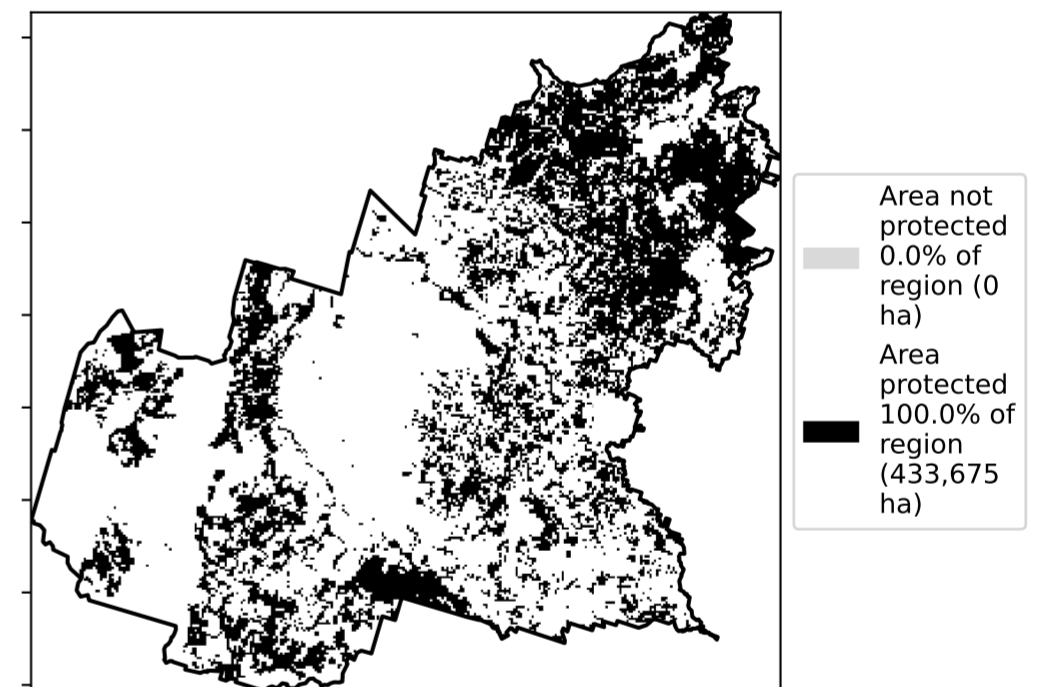 Area not
protected
0.0% of
region (0
ha)
Area
protected
100.0% of
region
(433,675
ha)